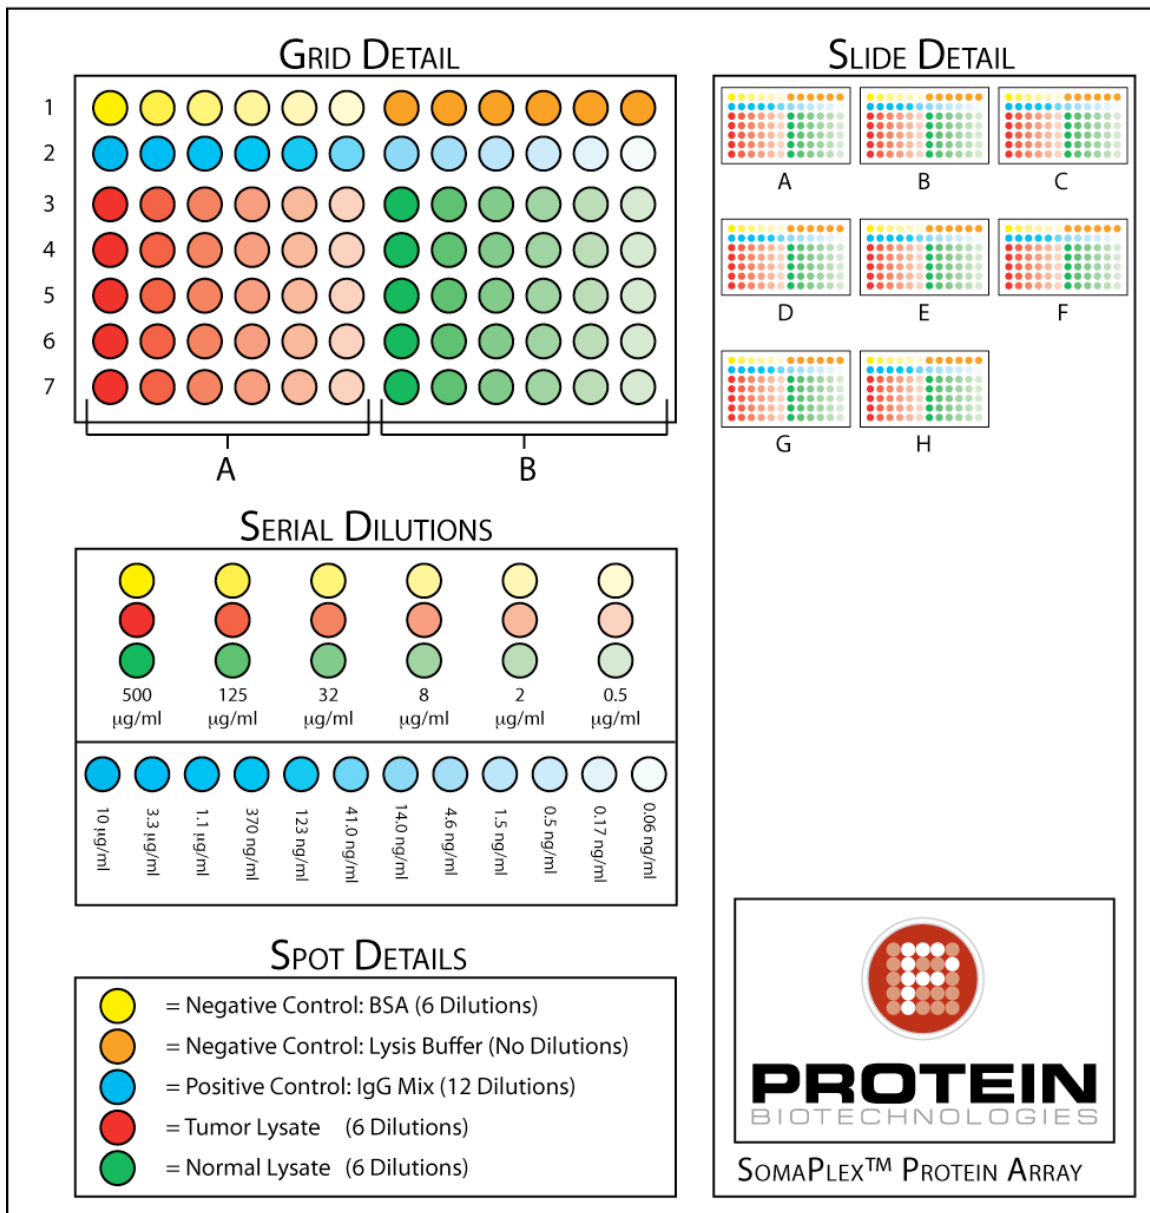 GRID DETAIL
1
2
3
4
5
6
7
A
B
SERIAL DILUTIONS
500 125 32 8 2 0.5
µg/ml µg/ml µg/ml µg/ml µg/ml µg/ml
10 µg/ml
3.3 µg/ml
1.1 µg/ml
370 ng/ml
123 ng/ml
41.0 ng/ml
14.0 ng/ml
4.6 ng/ml
1.5 ng/ml
0.5 ng/ml
0.17 ng/ml
0.06 ng/ml
SPOT DETAILS
= Negative Control: BSA (6 Dilutions)
= Negative Control: Lysis Buffer (No Dilutions)
= Positive Control: IgG Mix (12 Dilutions)
= Tumor Lysate (6 Dilutions)
= Normal Lysate (6 Dilutions)
SLIDE DETAIL
A B C
D E F
G H
P
PROTEIN
BIOTECHNOLOGIES
SOMAPLEX™ PROTEIN ARRAY